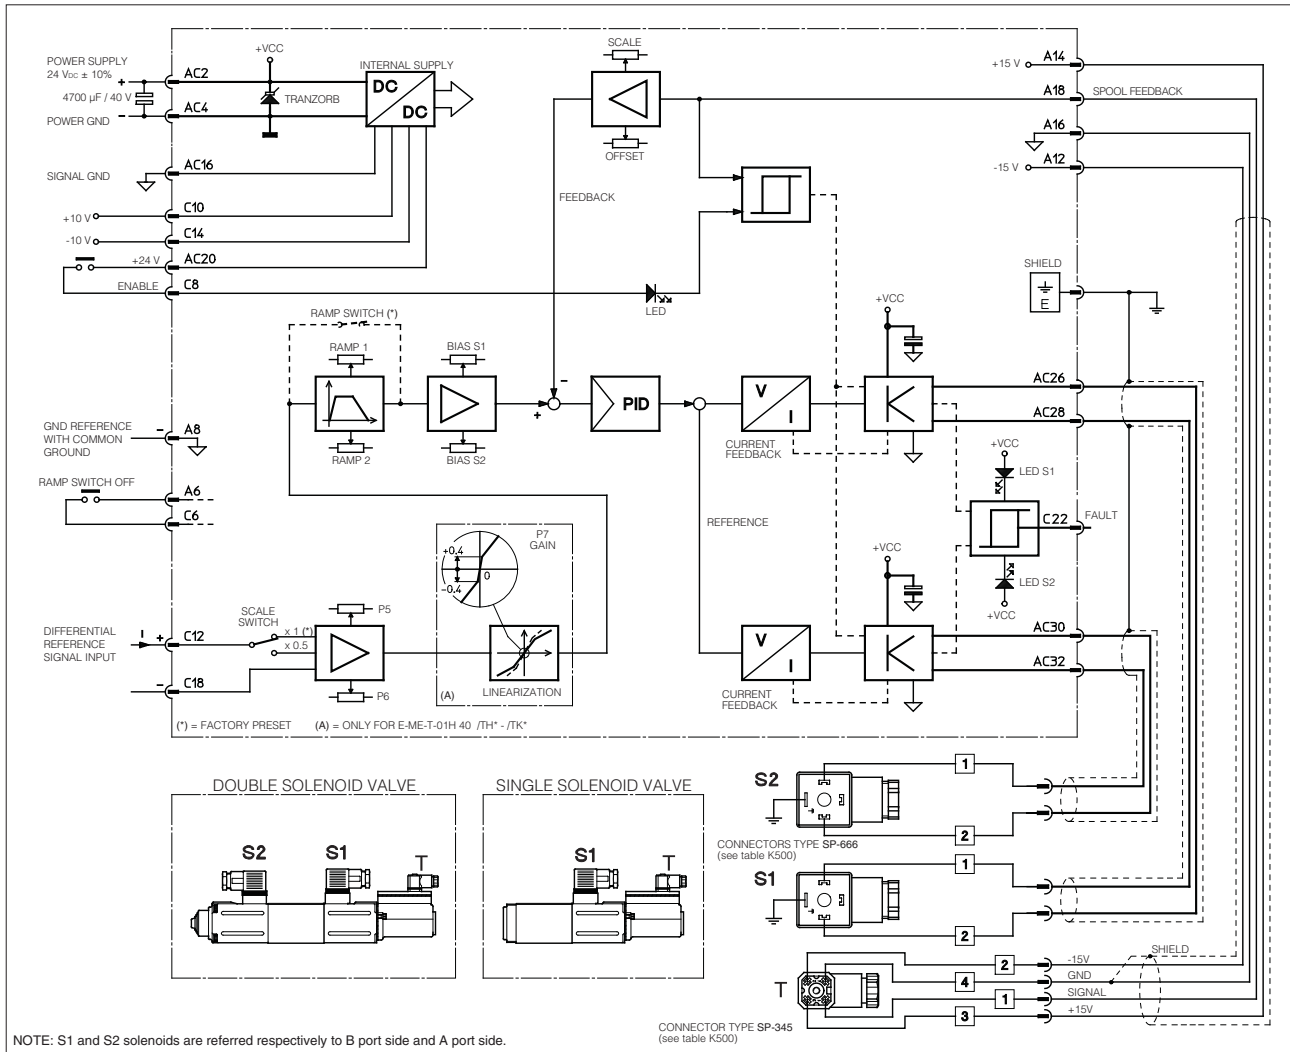 POWER SUPPLY
24 VDC ± 10%
+
4700 µF / 40 V
-
POWER GND
AC2
AC4
+VCC
TRANZORB
INTERNAL SUPPLY
DC
DC
SIGNAL GND
AC16
+10 V
C10
-10 V
C14
+24 V
AC20
ENABLE
C8
LED
SCALE
OFFSET
FEEDBACK
+15 V
A14
A18
SPOOL FEEDBACK
A16
-15 V
A12
SHIELD
E
RAMP SWITCH (*)
RAMP 1
RAMP 2
BIAS S1
BIAS S2
-
+
PID
V
I
CURRENT
FEEDBACK
+VCC
AC26
AC28
+VCC
LED S1
C22
FAULT
LED S2
+VCC
GND REFERENCE
WITH COMMON
GROUND
-
A8
RAMP SWITCH OFF
A6
C6
REFERENCE
P7
GAIN
+0.4
0
-0.4
LINEARIZATION
(A)
DIFFERENTIAL
REFERENCE
SIGNAL INPUT
I
+
C12
-
C18
SCALE
SWITCH
x 1 (*)
x 0.5
P5
P6
V
I
CURRENT
FEEDBACK
+VCC
AC30
AC32
(*) = FACTORY PRESET
(A) = ONLY FOR E-ME-T-01H 40 /TH* - /TK*
DOUBLE SOLENOID VALVE
S2
S1
T
SINGLE SOLENOID VALVE
S1
T
S2
1
2
CONNECTORS TYPE SP-666
(see table K500)
S1
1
2
SHIELD
T
2
-15V
4
GND
1
SIGNAL
3
+15V
CONNECTOR TYPE SP-345
(see table K500)
NOTE: S1 and S2 solenoids are referred respectively to B port side and A port side.